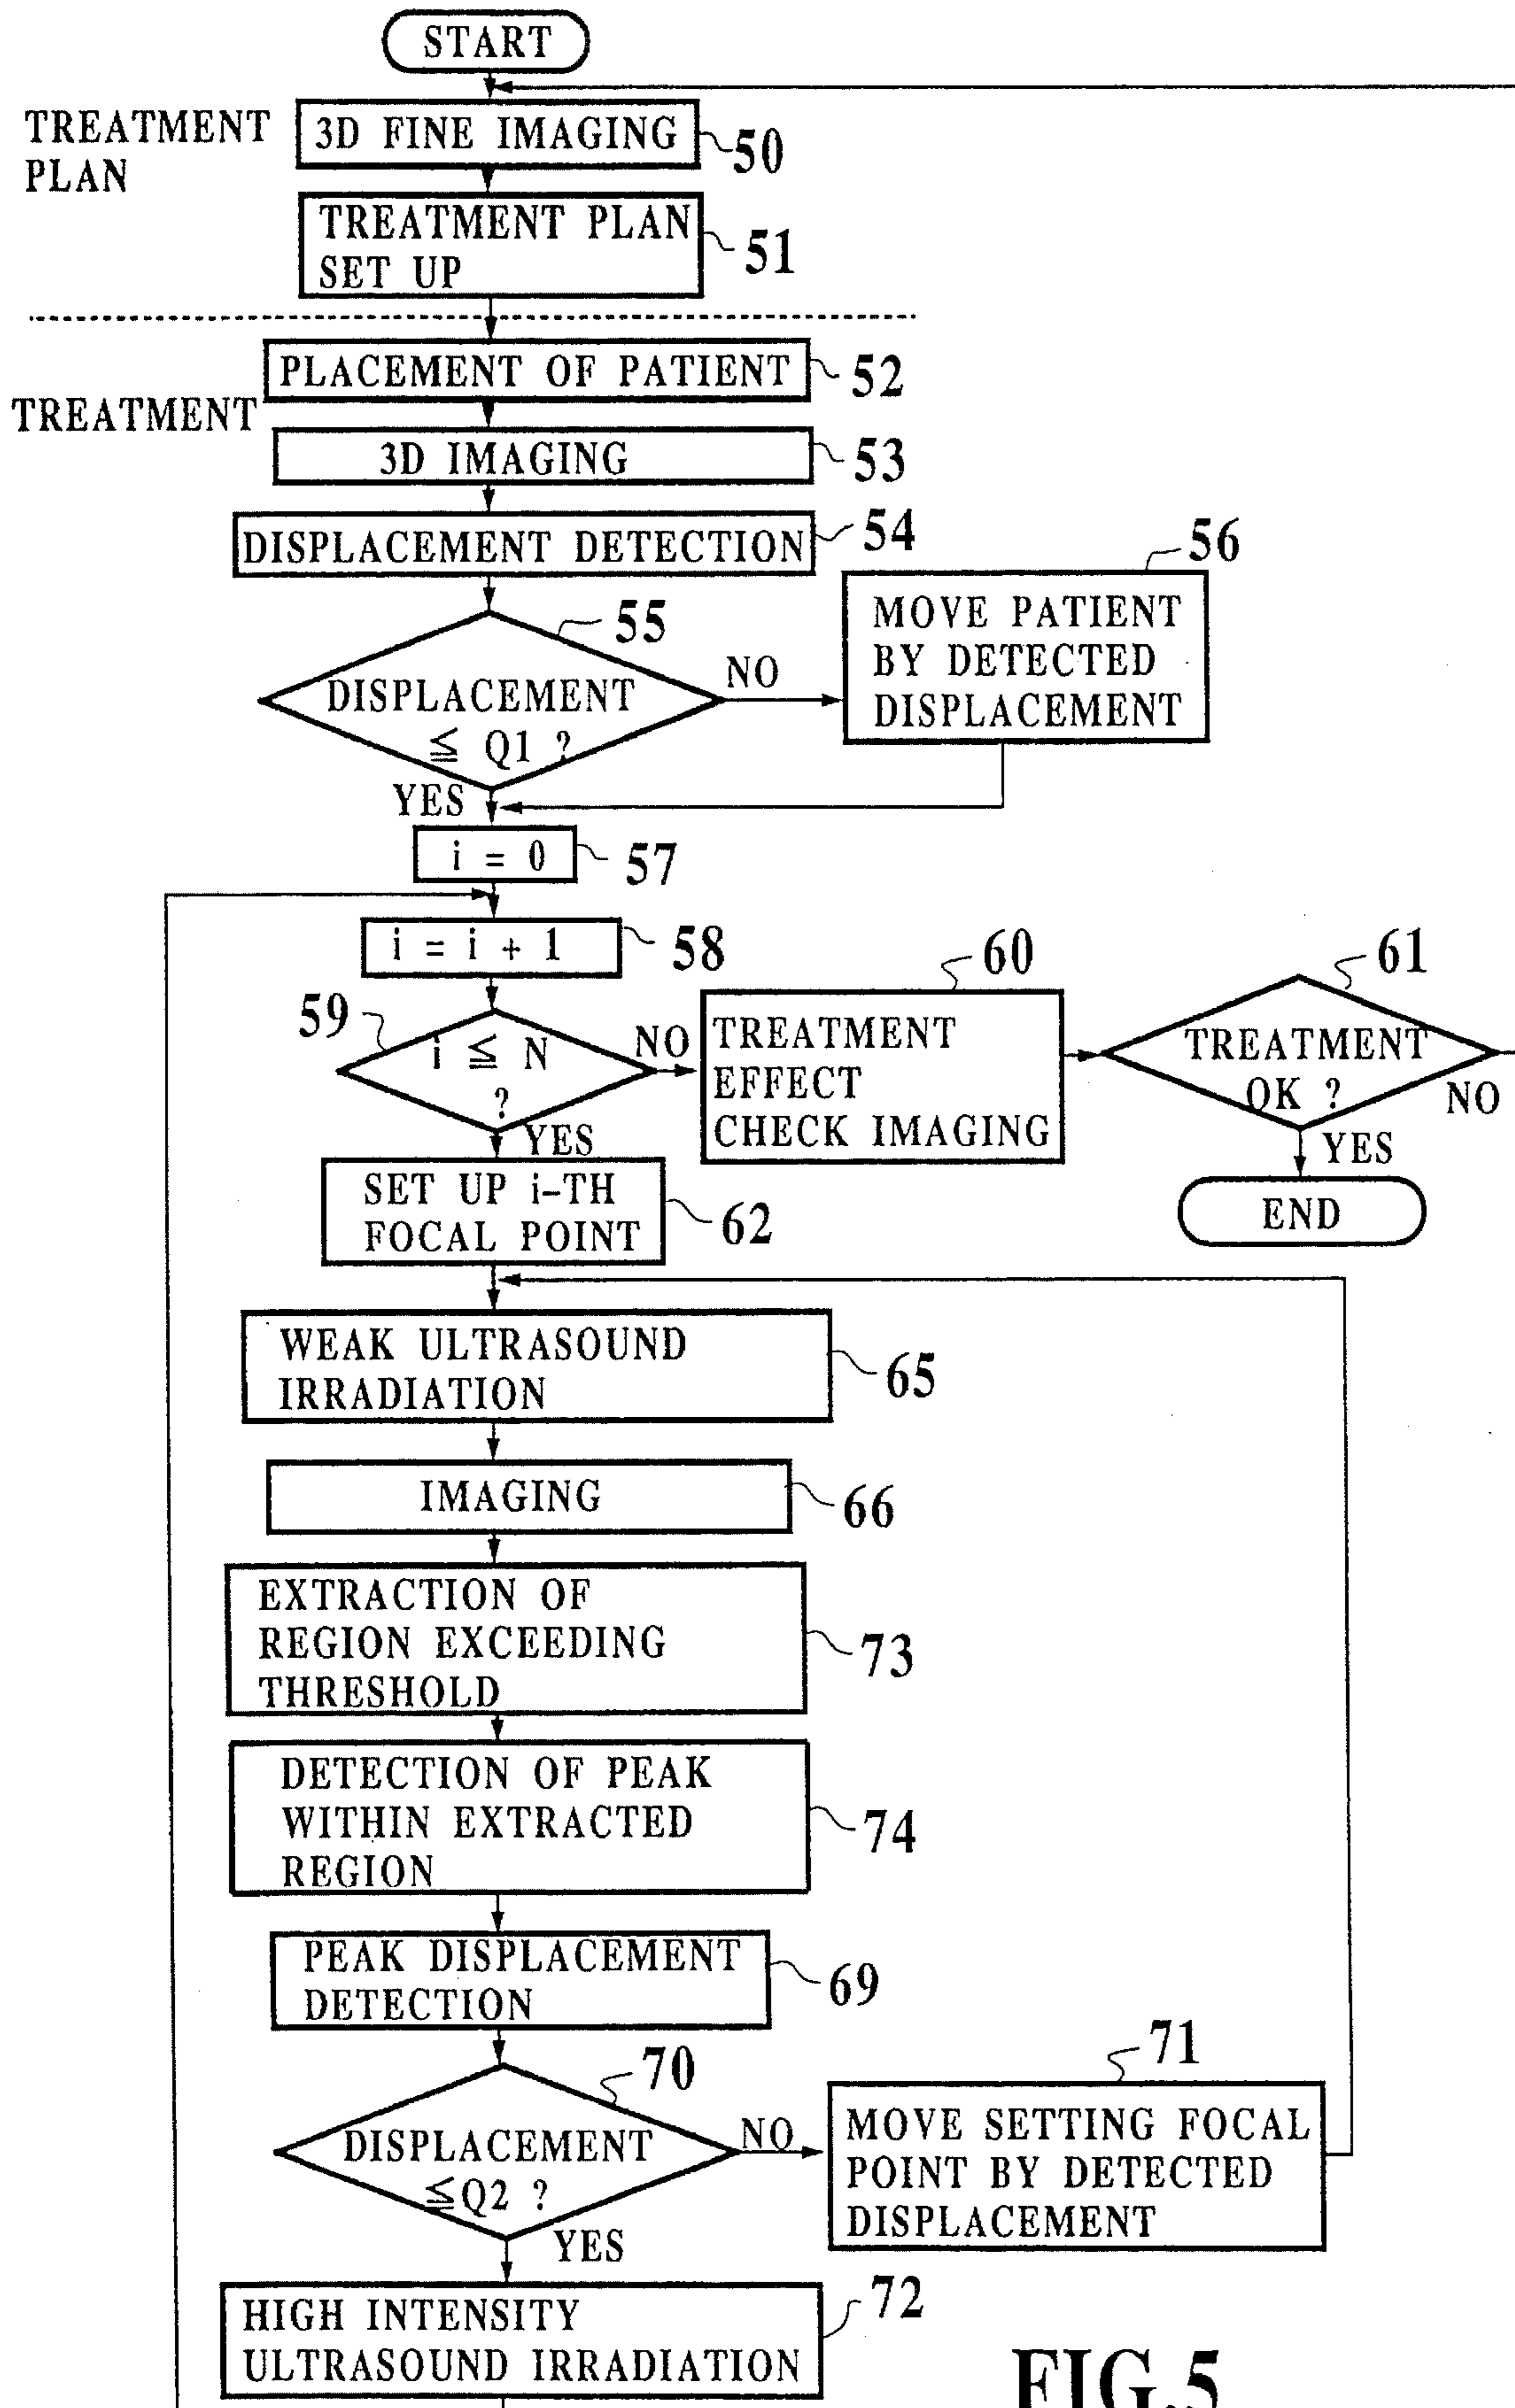 START
TREATMENT
PLAN
3D FINE IMAGING
50
TREATMENT PLAN
SET UP
51
PLACEMENT OF PATIENT
52
TREATMENT
3D IMAGING
53
DISPLACEMENT DETECTION
54
55
DISPLACEMENT
≦ Q1 ?
NO
56
MOVE PATIENT
BY DETECTED
DISPLACEMENT
YES
i = 0
57
i = i + 1
58
59
i ≦ N
?
NO
YES
60
TREATMENT
EFFECT
CHECK IMAGING
61
TREATMENT
OK ?
NO
YES
END
SET UP i-TH
FOCAL POINT
62
WEAK ULTRASOUND
IRRADIATION
65
IMAGING
66
EXTRACTION OF
REGION EXCEEDING
THRESHOLD
73
DETECTION OF PEAK
WITHIN EXTRACTED
REGION
74
PEAK DISPLACEMENT
DETECTION
69
70
DISPLACEMENT
≦Q2 ?
NO
71
MOVE SETTING FOCAL
POINT BY DETECTED
DISPLACEMENT
YES
HIGH INTENSITY
ULTRASOUND IRRADIATION
72
FIG.5